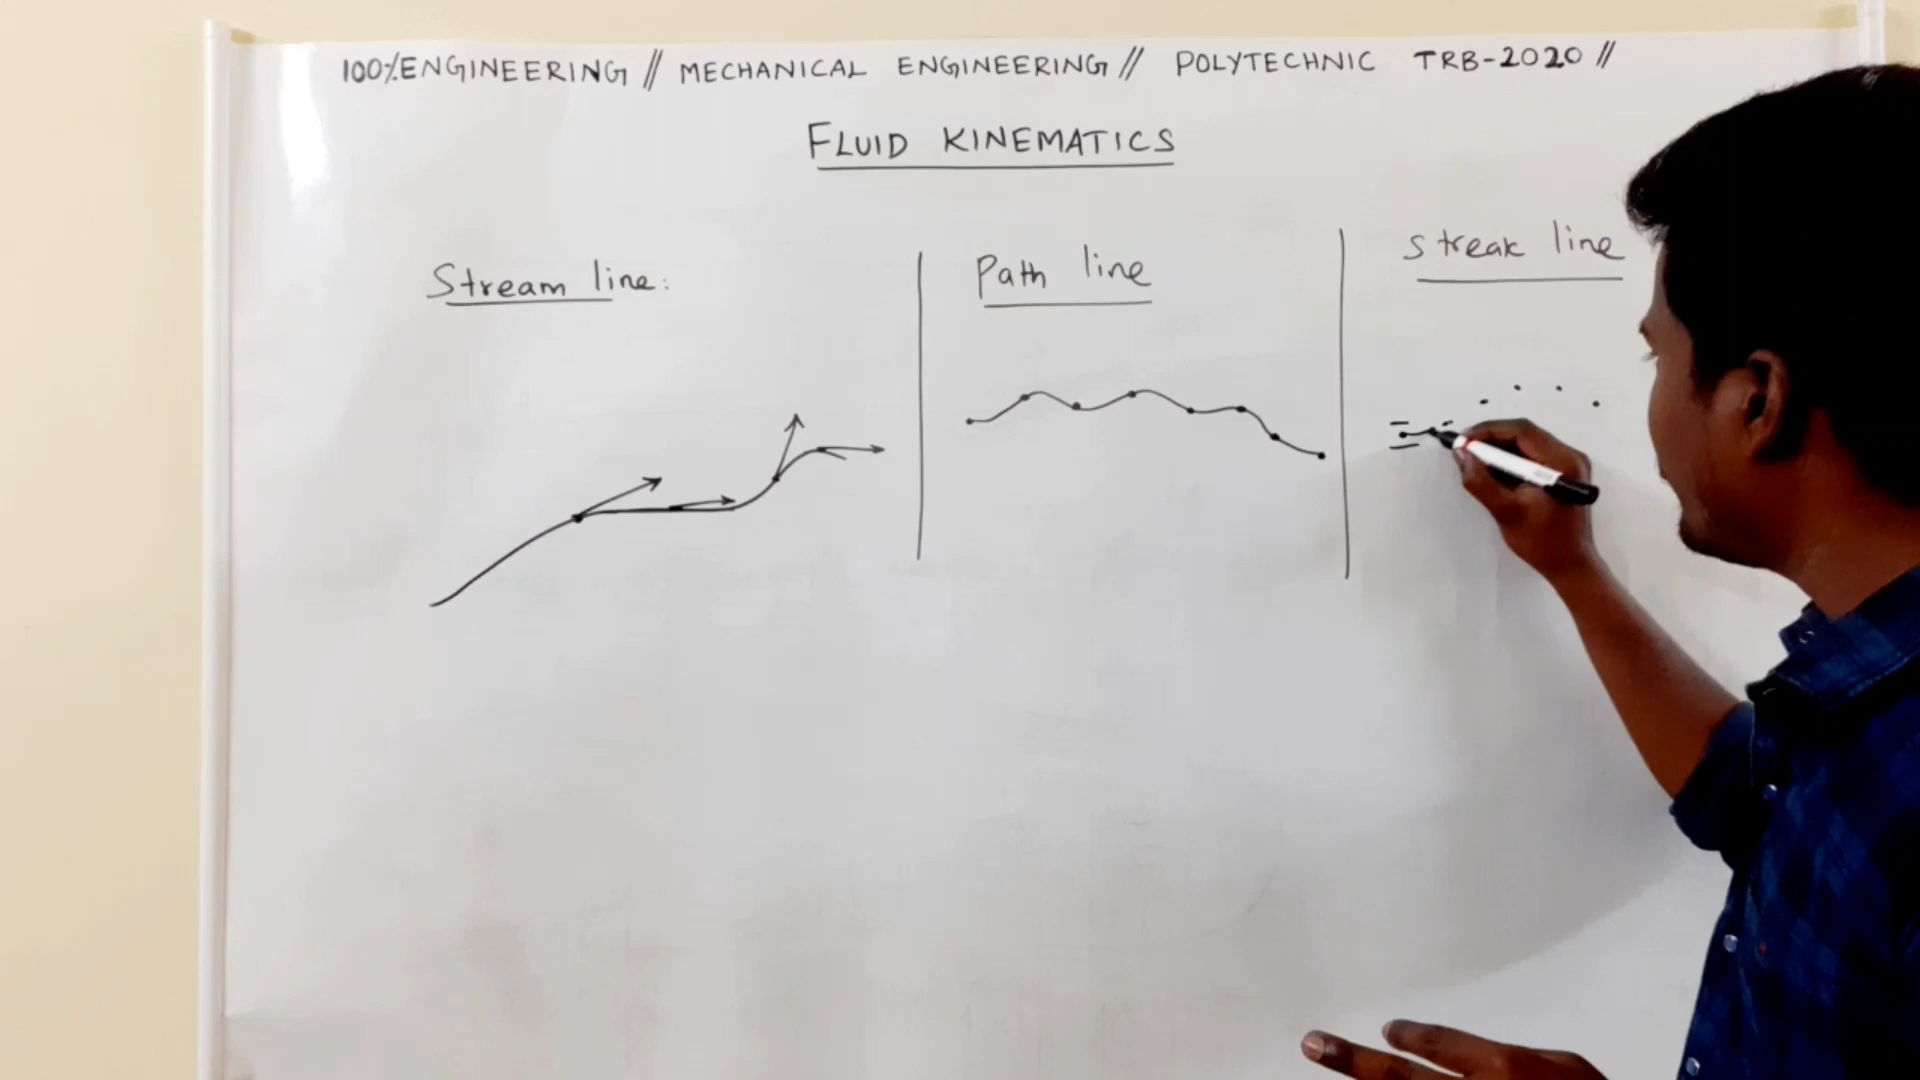 100%ENGINEERING // MECHANICAL ENGINEERING // POLYTECHNIC TRB-2020 //
FLUID KINEMATICS
Stream line:
Path line
Streak line